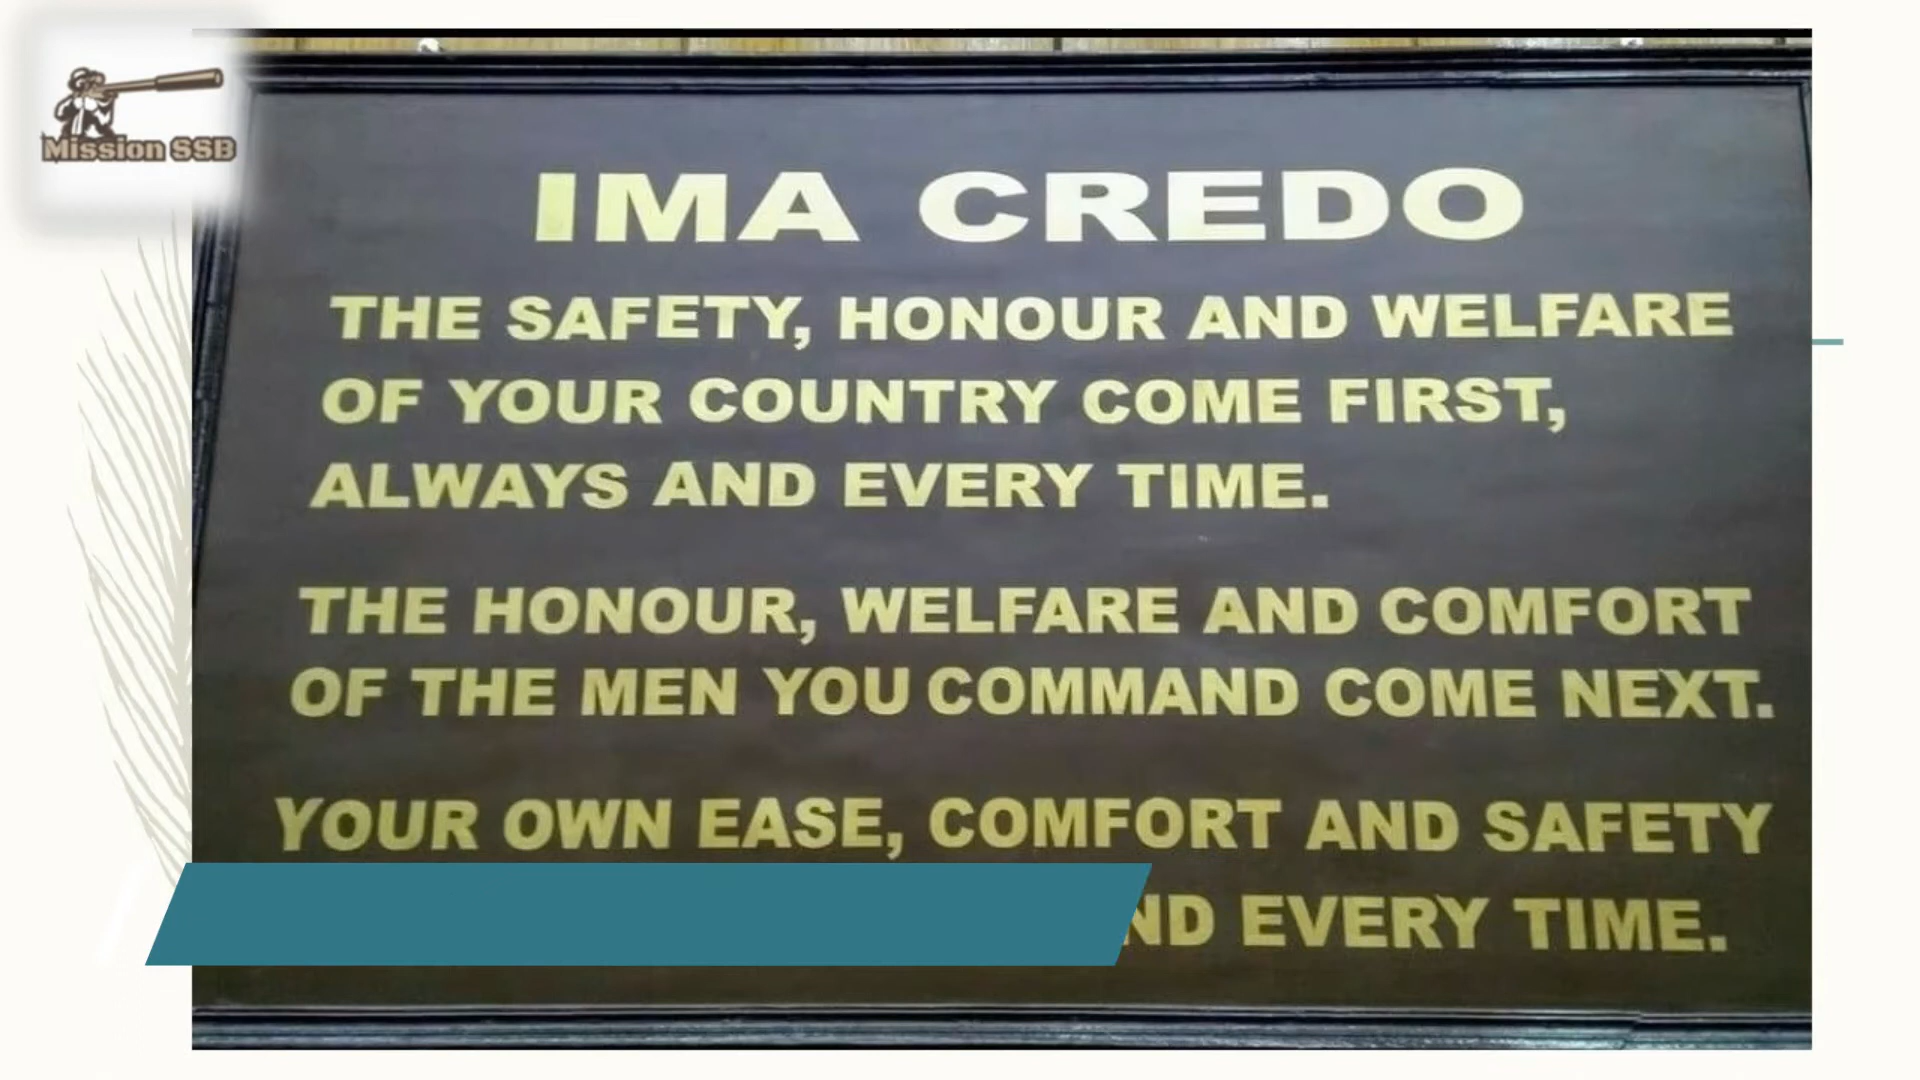 Mission SSB
IMA CREDO
THE SAFETY, HONOUR AND WELFARE
OF YOUR COUNTRY COME FIRST,
ALWAYS AND EVERY TIME.
THE HONOUR, WELFARE AND COMFORT
OF THE MEN YOU COMMAND COME NEXT.
YOUR OWN EASE, COMFORT AND SAFETY
EVERY TIME.